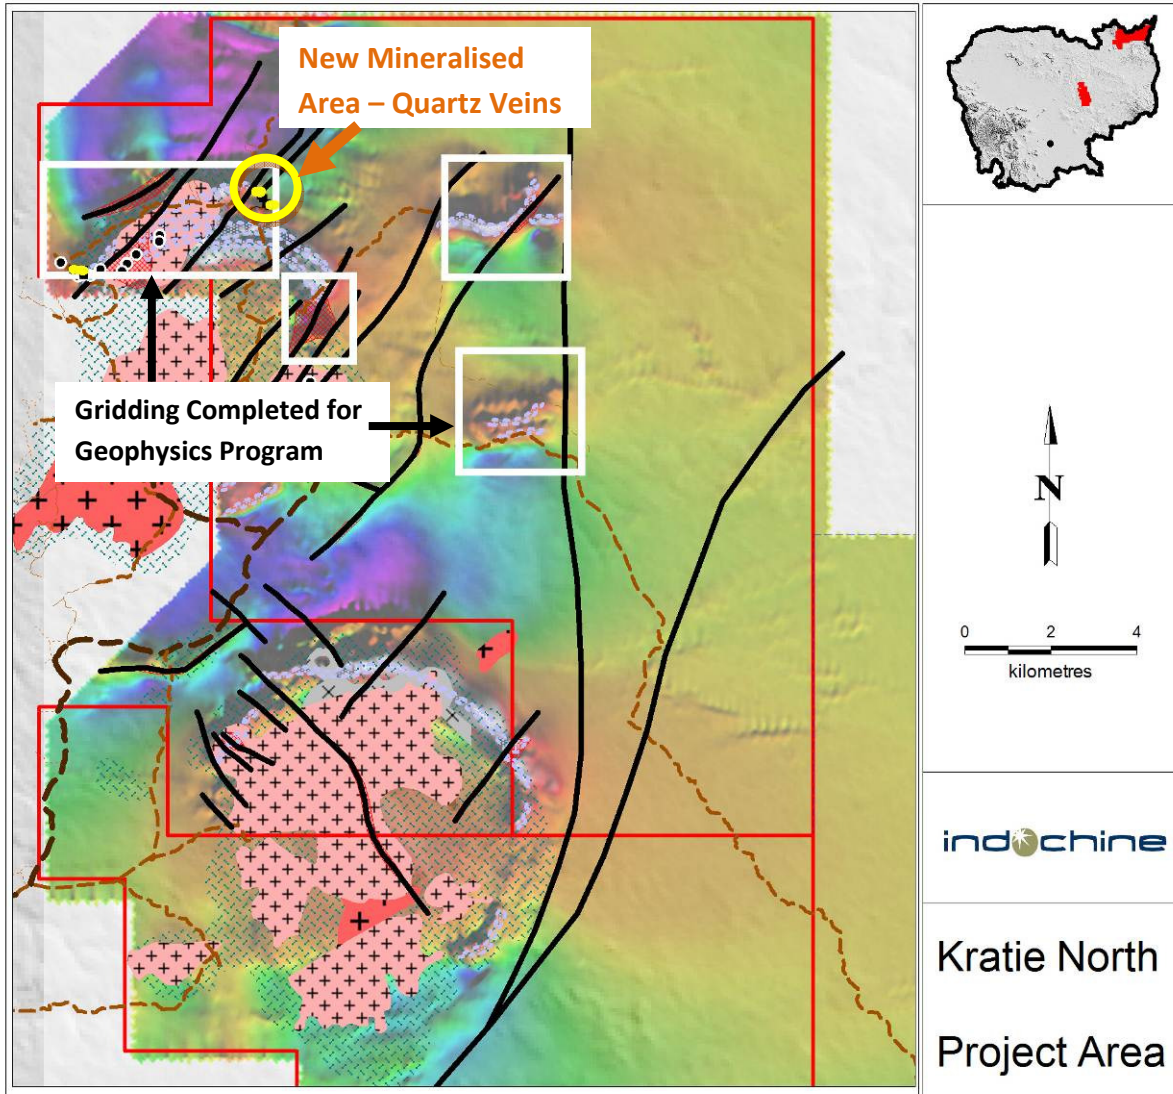 New Mineralised
Area – Quartz Veins
Gridding Completed for
Geophysics Program
N
0 2 4
kilometres
indochine
Kratie North
Project Area